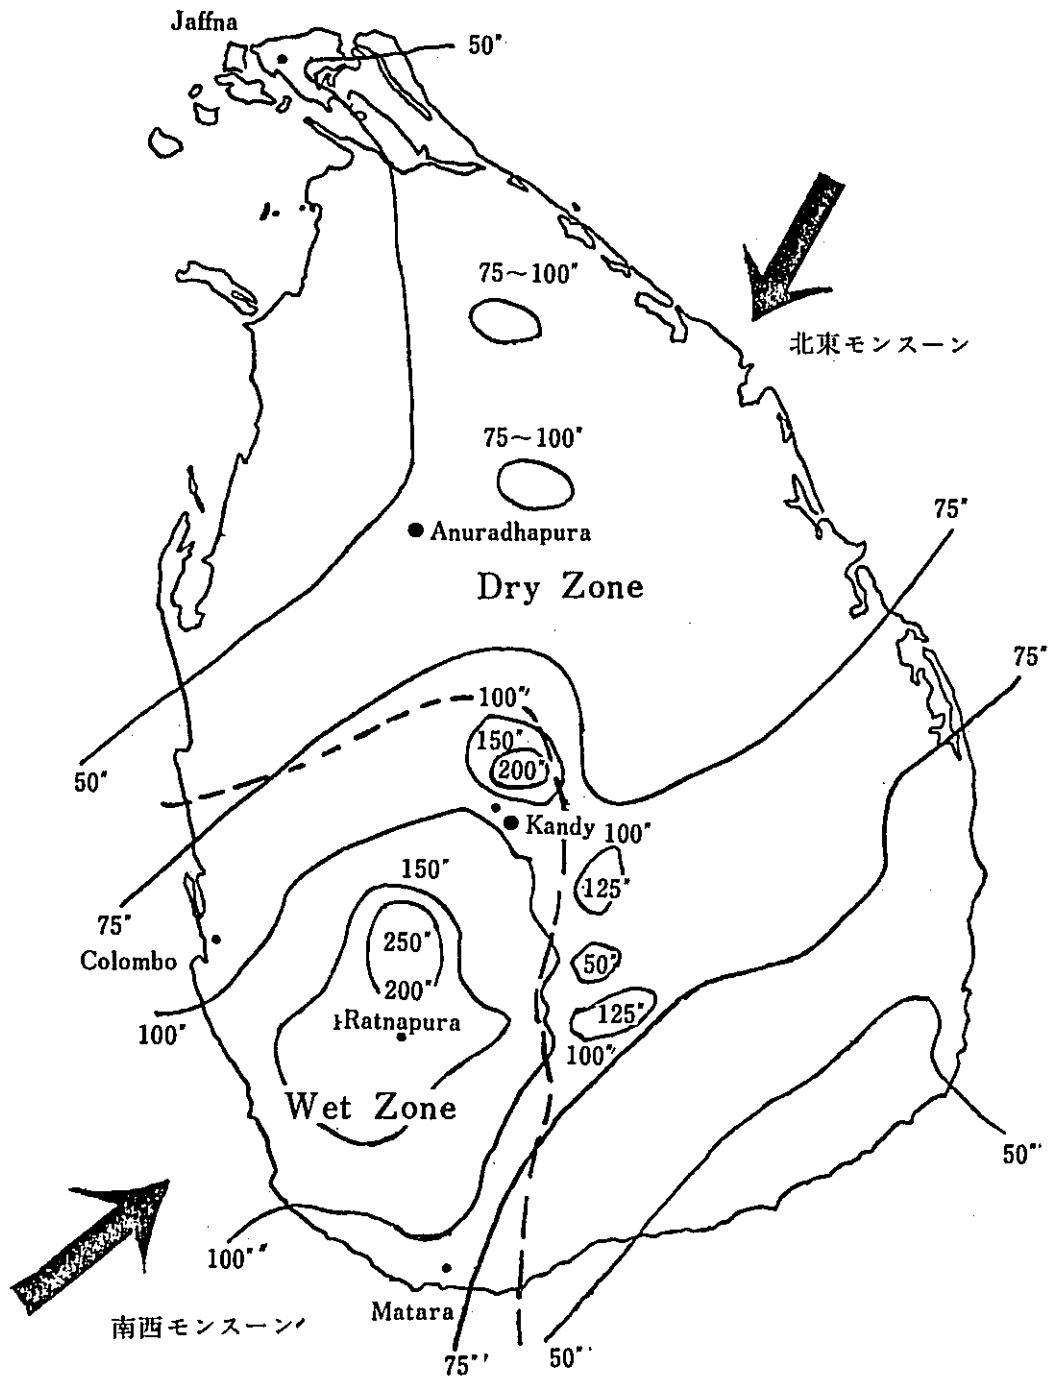 Jaffna
50"
75~100"
北東モンスーン
75~100"
75"
Anuradhapura
Dry Zone
75"
100"
150"
200"
50"
Kandy
100"
150"
125"
75"
250"
Colombo
50"
200"
125"
Ratnapura
100"
100"
Wet Zone
50"
100"
Matara
南西モンスーン
75"
50"